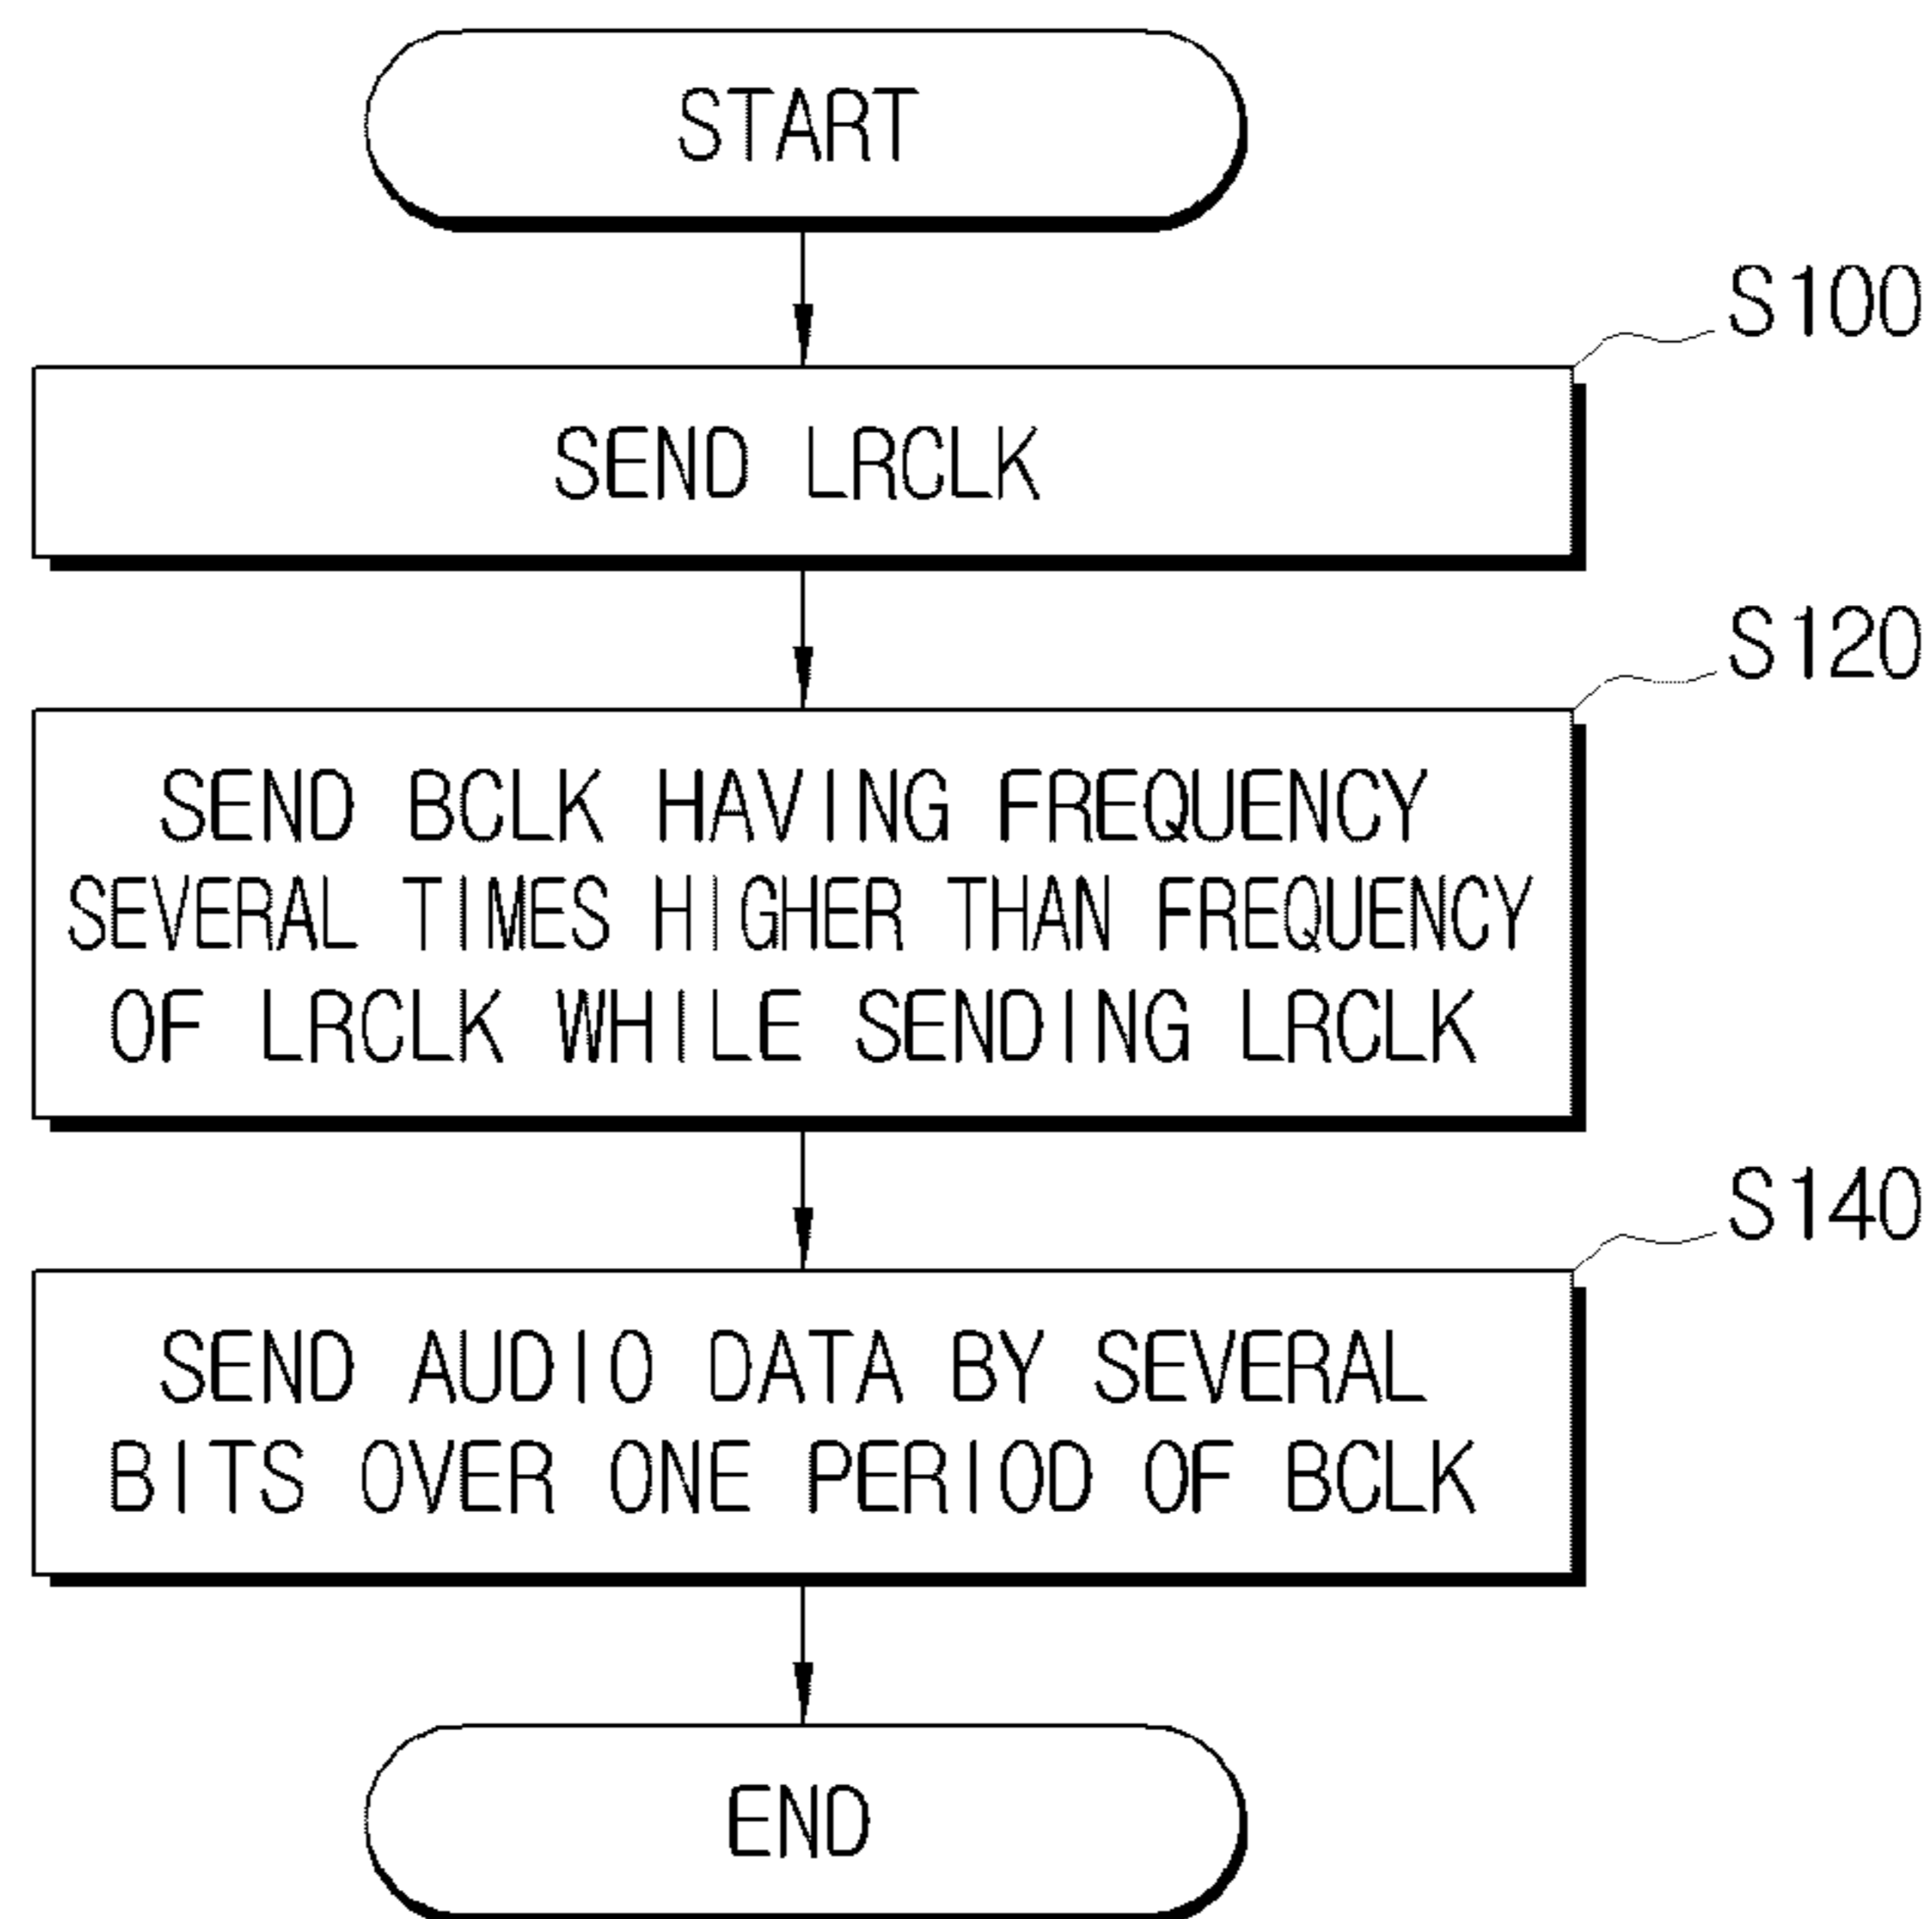 START
S100
SEND LRCLK
S120
SEND BCLK HAVING FREQUENCY
SEVERAL TIMES HIGHER THAN FREQUENCY
OF LRCLK WHILE SENDING LRCLK
S140
SEND AUDIO DATA BY SEVERAL
BITS OVER ONE PERIOD OF BCLK
END